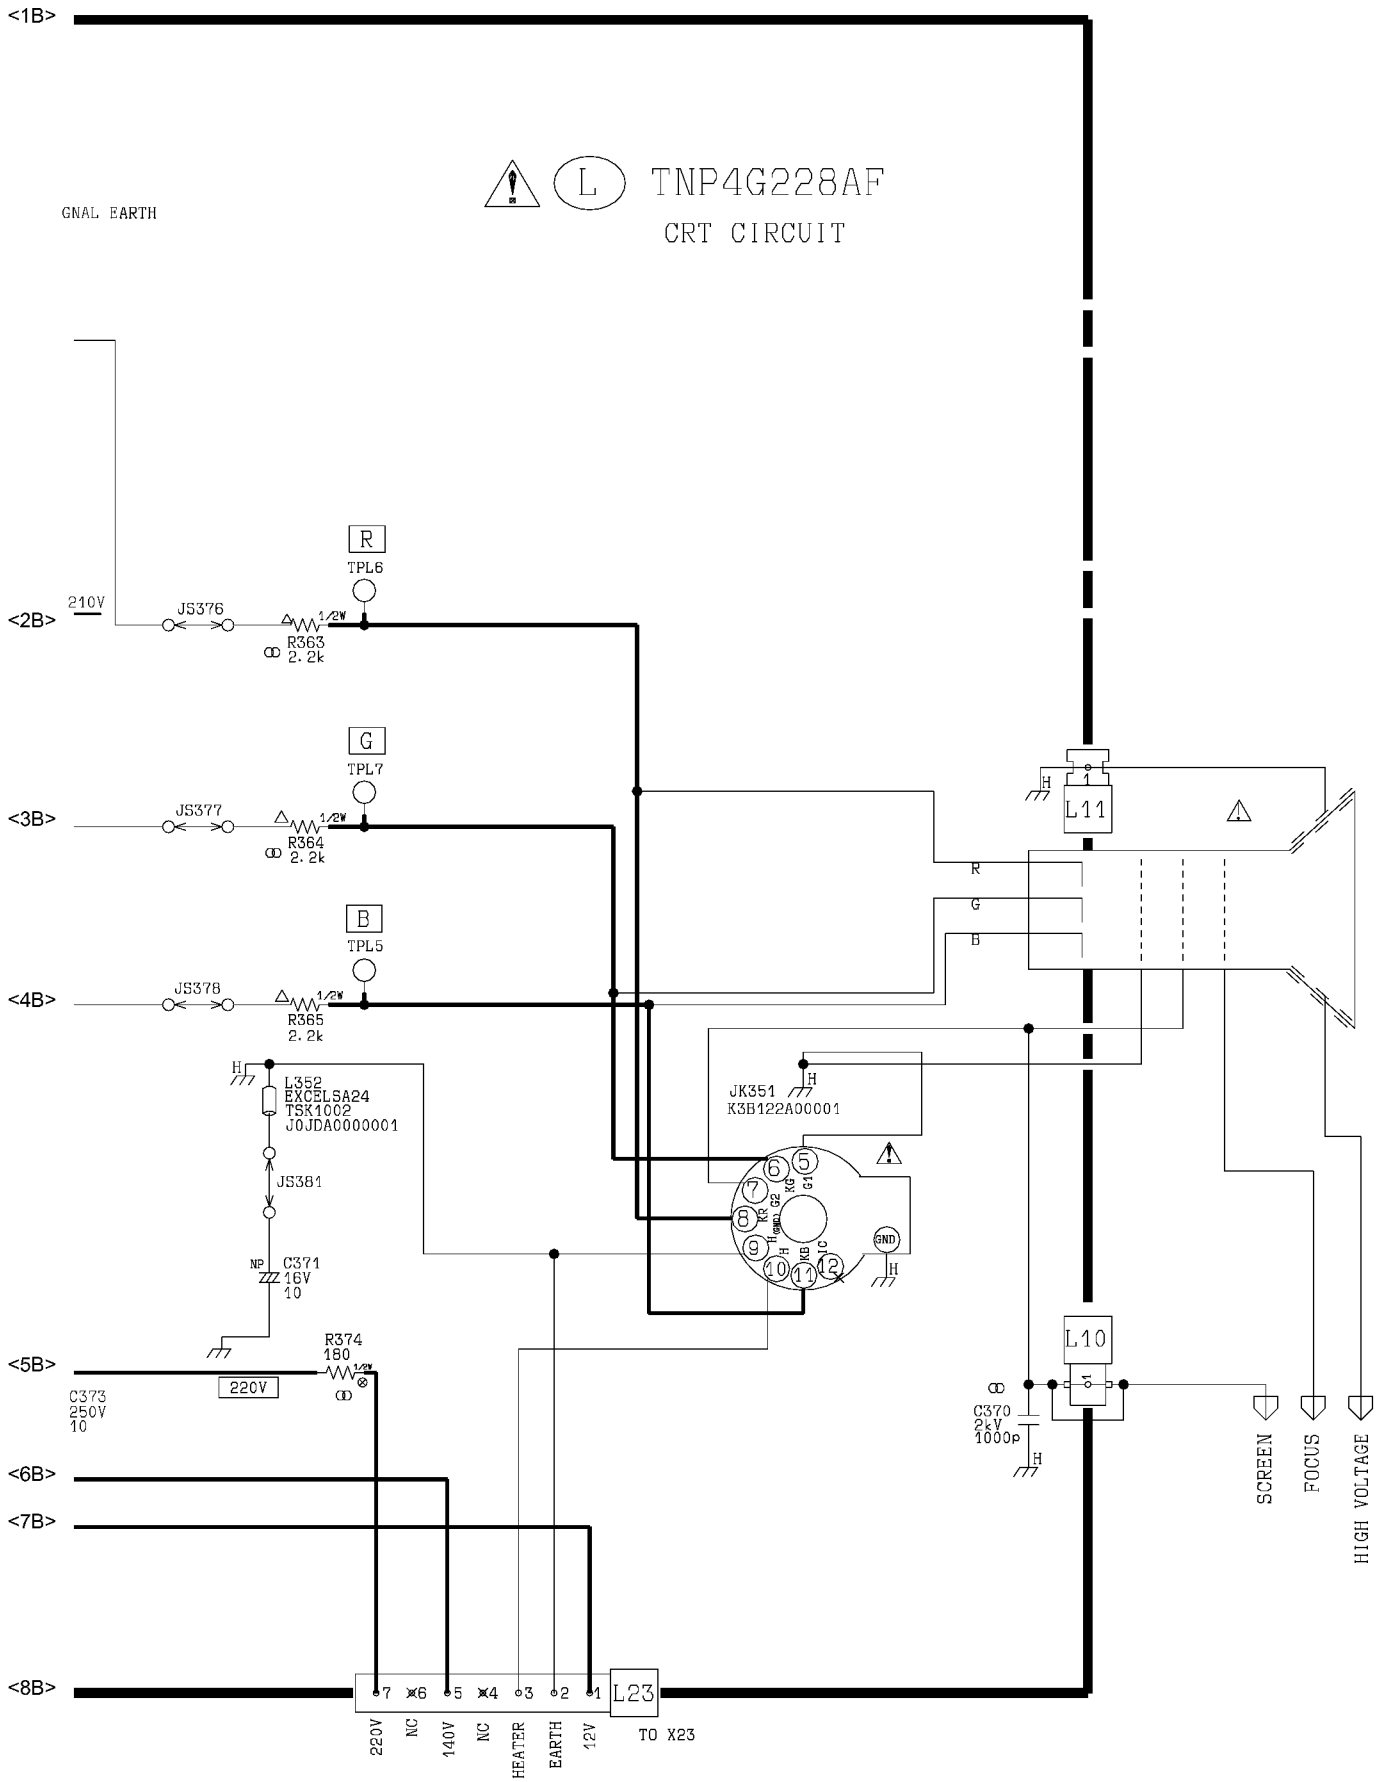 <1B>
! L TNP4G228AF
CRT CIRCUIT
GNAL EARTH
R
TPL6
<2B>
210V
JS376
1/2W
R363
2.2k
G
TPL7
<3B>
JS377
1/2W
R364
2.2k
H
1
L11
!
R
G
B
B
TPL5
<4B>
JS378
1/2W
R365
2.2k
H
L352
EXCELSA24
TSK1002
J0JDA0000001
JS381
NP
C371
16V
10
H
JK351
K3B122A00001
!
5
6
7
8
9
10
11
12
G1
KG
G2
KR
(GND)
H
H
KB
IC
GND
H
<5B>
R374
180
1/2W
220V
C373
250V
10
L10
1
C370
2kV
1000p
H
SCREEN
FOCUS
HIGH VOLTAGE
<6B>
<7B>
<8B>
7 6 5 4 3 2 1 L23
220V
NC
140V
NC
HEATER
EARTH
12V
TO X23